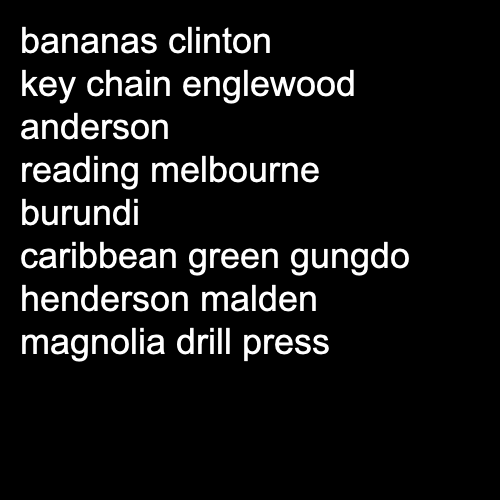 bananas clinton
key chain englewood
anderson
reading melbourne
burundi
caribbean green gungdo
henderson malden
magnolia drill press